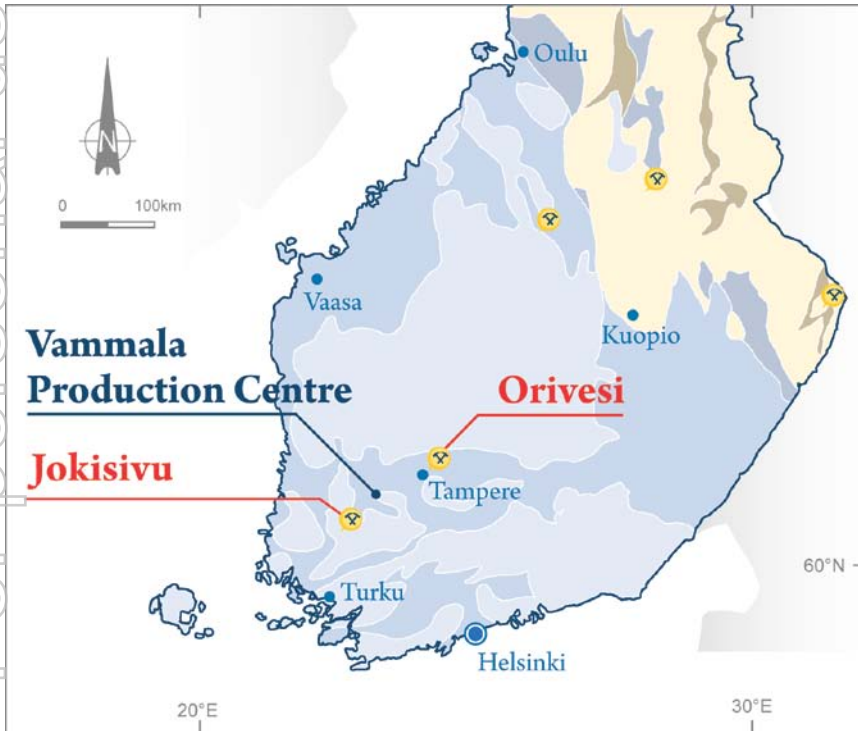 Oulu
N
0 100km
Vaasa
Kuopio
Vammala
Production Centre
Orivesi
Jokisivu
Tampere
60°N
Turku
Helsinki
20°E
30°E